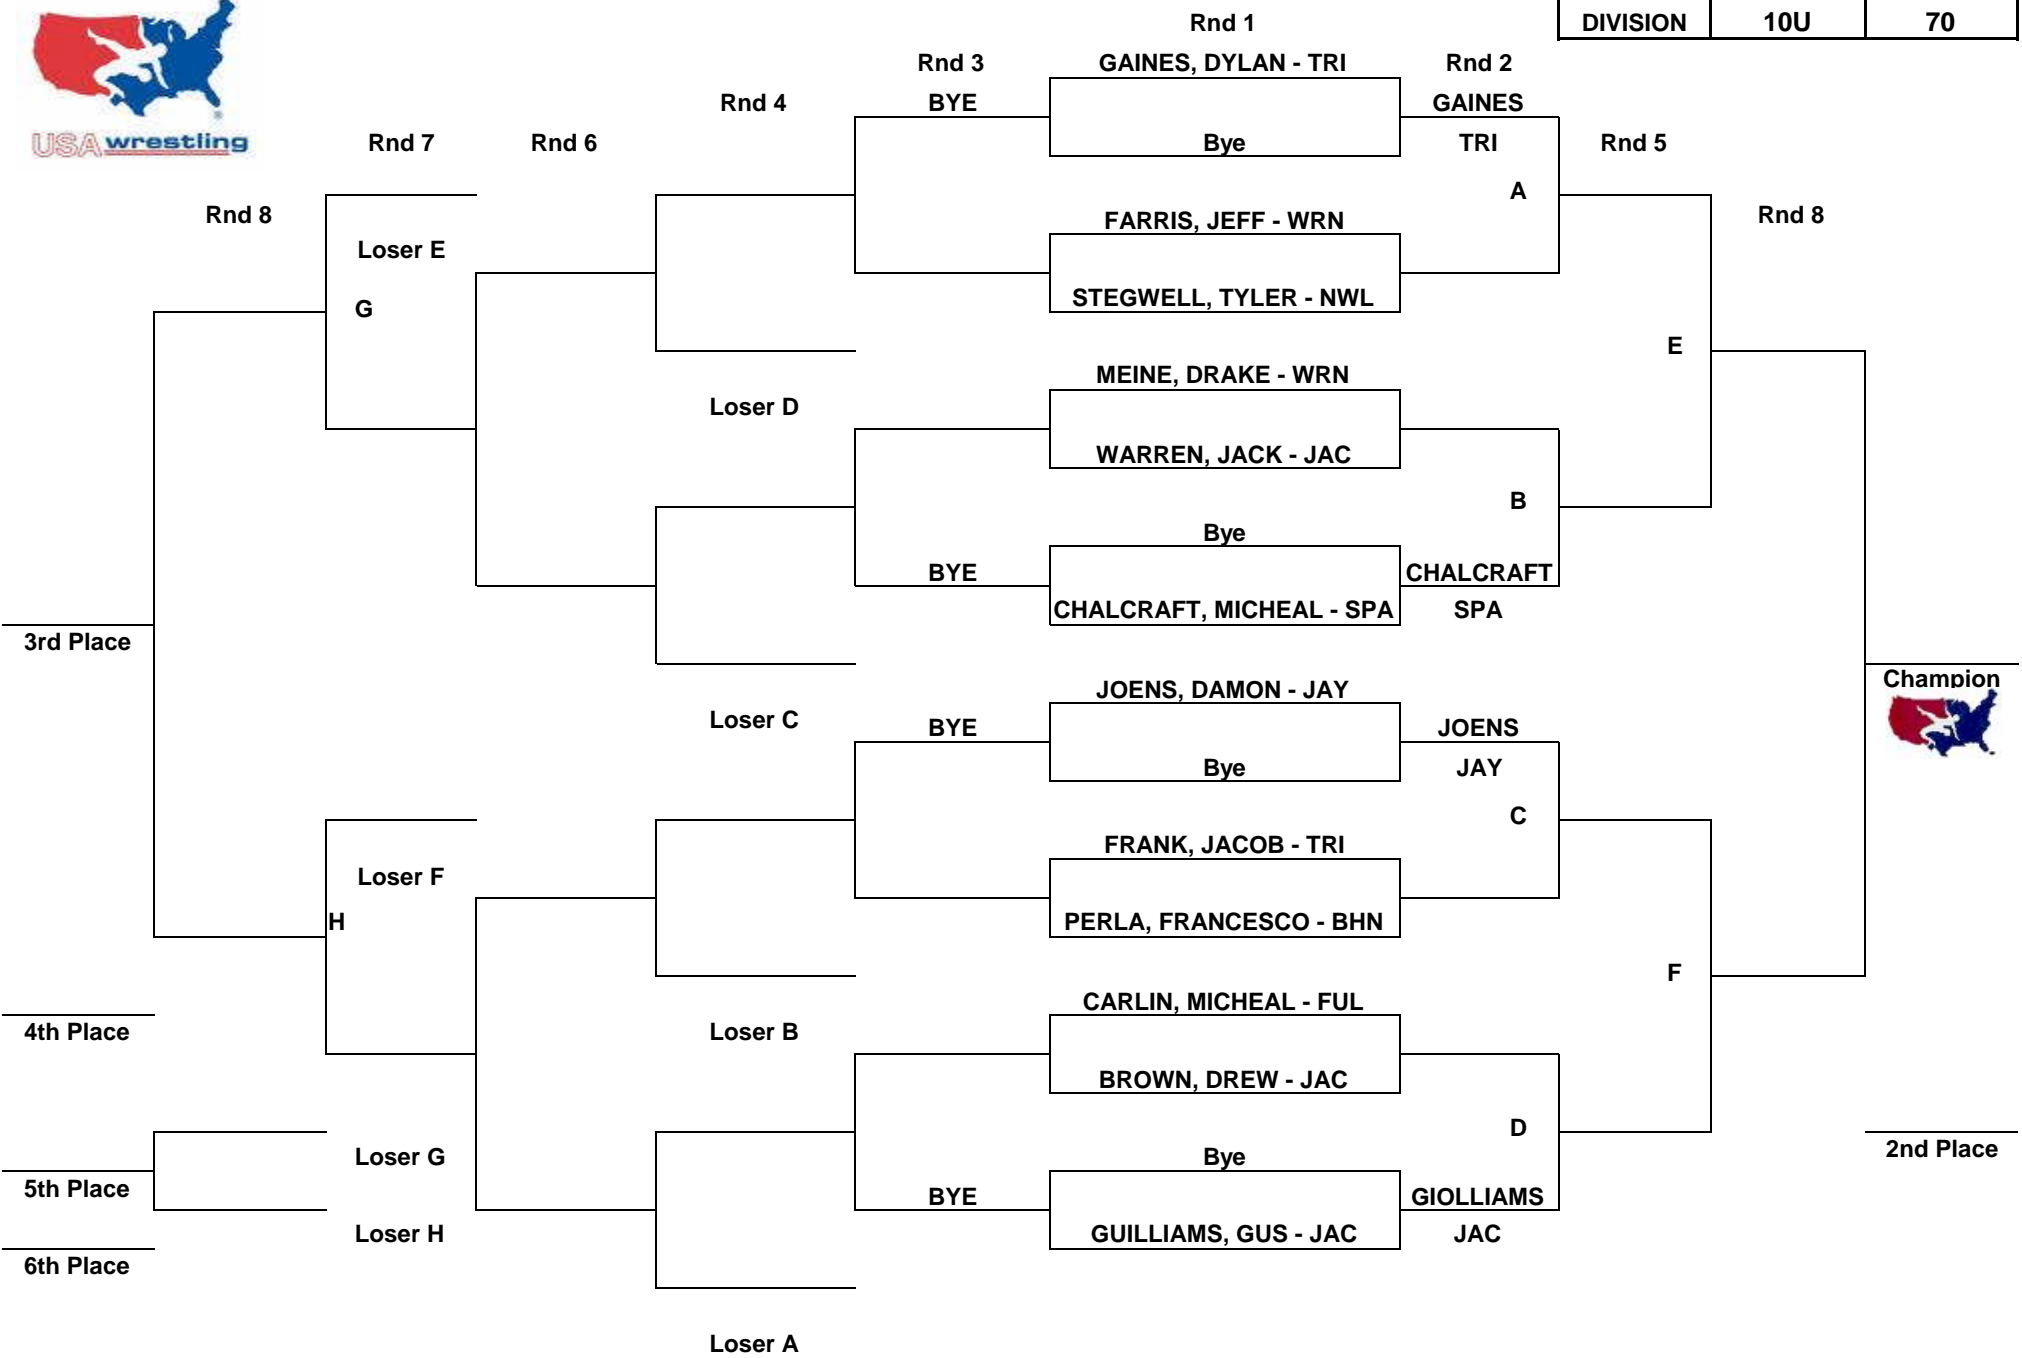 Rnd 1
DIVISION 10U 70
Rnd 3 GAINES, DYLAN - TRI Rnd 2
Rnd 4 BYE GAINES
USA wrestling Rnd 7 Rnd 6 Bye TRI Rnd 5
A
Rnd 8 FARRIS, JEFF - WRN Rnd 8
Loser E
G STEGWELL, TYLER - NWL
E
MEINE, DRAKE - WRN
Loser D
WARREN, JACK - JAC
B
Bye
BYE CHALCRAFT
CHALCRAFT, MICHEAL - SPA SPA
3rd Place
Champion
JOENS, DAMON - JAY
Loser C BYE JOENS
Bye JAY
C
FRANK, JACOB - TRI
Loser F
H PERLA, FRANCESCO - BHN
F
CARLIN, MICHEAL - FUL
4th Place Loser B
BROWN, DREW - JAC
D
Loser G Bye 2nd Place
5th Place BYE GIOLLIAMS
Loser H GUILLIAMS, GUS - JAC JAC
6th Place
Loser A